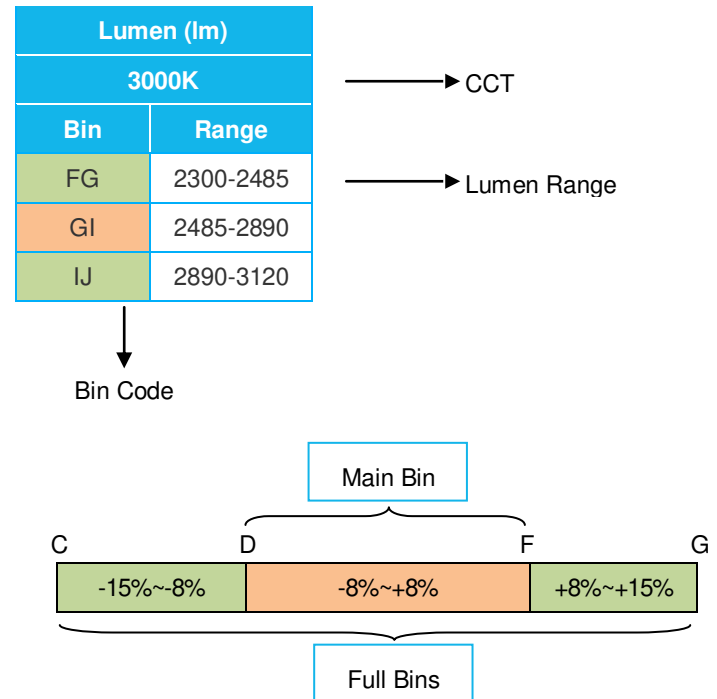 Lumen (lm)
3000K
CCT
Bin Range
FG 2300-2485
Lumen Range
GI 2485-2890
IJ 2890-3120
Bin Code
Main Bin
C D F G
-15%~-8% -8%~+8% +8%~+15%
Full Bins